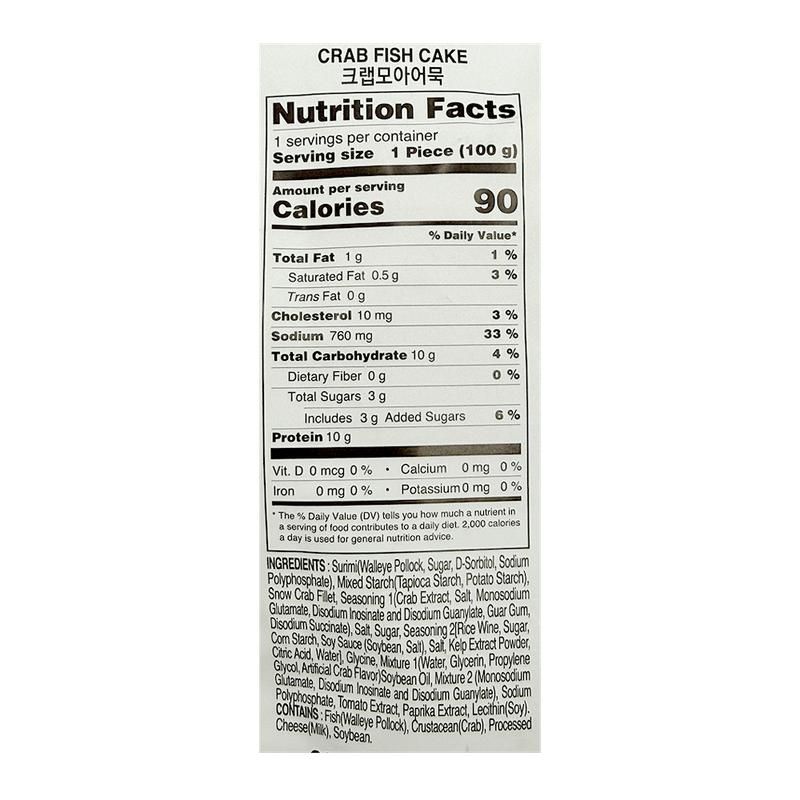 CRAB FISH CAKE
크랩모아어묵
Nutrition Facts
1 servings per container
Serving size 1 Piece (100 g)
Amount per serving
Calories 90
% Daily Value*
Total Fat 1 g 1 %
Saturated Fat 0.5 g 3 %
Trans Fat 0 g
Cholesterol 10 mg 3 %
Sodium 760 mg 33 %
Total Carbohydrate 10 g 4 %
Dietary Fiber 0 g 0 %
Total Sugars 3 g
Includes 3 g Added Sugars 6 %
Protein 10 g
Vit. D 0 mcg 0 % • Calcium 0 mg 0 %
Iron 0 mg 0 % • Potassium 0 mg 0 %
* The % Daily Value (DV) tells you how much a nutrient in
a serving of food contributes to a daily diet. 2,000 calories
a day is used for general nutrition advice.
INGREDIENTS : Surimi(Walleye Pollock, Sugar, D-Sorbitol, Sodium
Polyphosphate), Mixed Starch(Tapioca Starch, Potato Starch),
Snow Crab Fillet, Seasoning 1(Crab Extract, Salt, Monosodium
Glutamate, Disodium Inosinate and Disodium Guanylate, Guar Gum,
Disodium Succinate), Salt, Sugar, Seasoning 2[Rice Wine, Sugar,
Corn Starch, Soy Sauce (Soybean, Salt), Salt, Kelp Extract Powder,
Citric Acid, Water], Glycine, Mixture 1(Water, Glycerin, Propylene
Glycol, Artificial Crab Flavor)Soybean Oil, Mixture 2 (Monosodium
Glutamate, Disodium Inosinate and Disodium Guanylate), Sodium
Polyphosphate, Tomato Extract, Paprika Extract, Lecithin(Soy).
CONTAINS : Fish(Walleye Pollock), Crustacean(Crab), Processed
Cheese(Milk), Soybean.